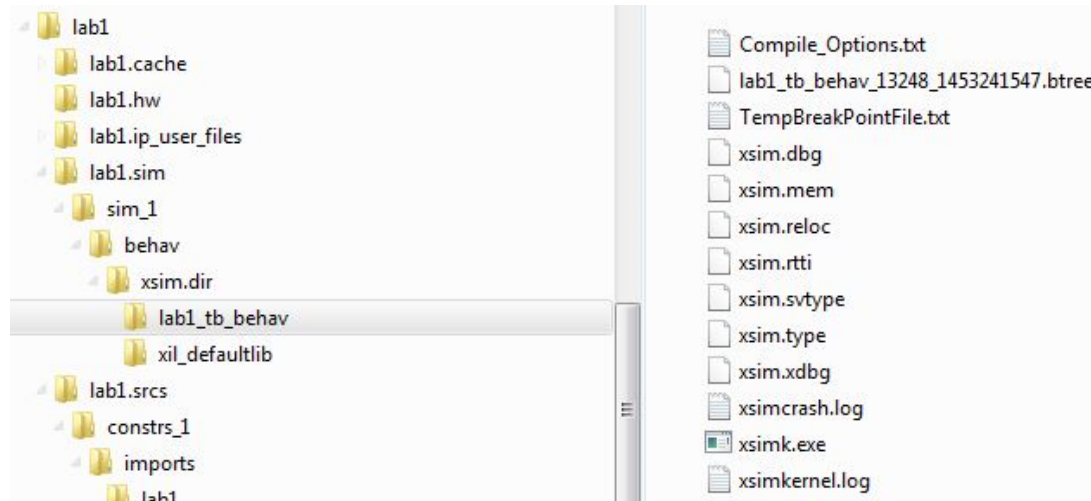 lab1
lab1.cache
lab1.hw
lab1.ip_user_files
lab1.sim
sim_1
behav
xsim.dir
lab1_tb_behav
xil_defaultlib
lab1.srcs
constrs_1
imports
lab1
Compile_Options.txt
lab1_tb_behav_13248_1453241547.btree
TempBreakPointFile.txt
xsim.dbg
xsim.mem
xsim.reloc
xsim.rtti
xsim.svtype
xsim.type
xsim.xdbg
xsimcrash.log
xsimk.exe
xsimkernel.log